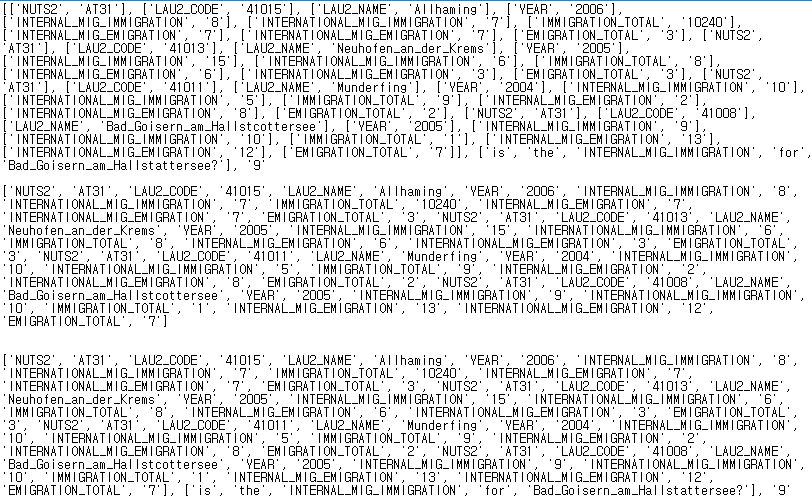 [['NUTS2', 'AT31'], ['LAU2_CODE', '41015'], ['LAU2_NAME', 'Allhaming'], ['YEAR', '2006'],
['INTERNAL_MIG_IMMIGRATION', '8'], ['INTERNATIONAL_MIG_IMMIGRATION', '7'], ['IMMIGRATION_TOTAL', '10240'],
['INTERNAL_MIG_EMIGRATION', '7'], ['INTERNATIONAL_MIG_EMIGRATION', '7'], ['EMIGRATION_TOTAL', '3'], ['NUTS2',
'AT31'], ['LAU2_CODE', '41013'], ['LAU2_NAME', 'Neuhofen_an_der_Krems'], ['YEAR', '2005'],
['INTERNAL_MIG_IMMIGRATION', '15'], ['INTERNATIONAL_MIG_IMMIGRATION', '6'], ['IMMIGRATION_TOTAL', '8'],
['INTERNAL_MIG_EMIGRATION', '6'], ['INTERNATIONAL_MIG_EMIGRATION', '3'], ['EMIGRATION_TOTAL', '3'], ['NUTS2',
'AT31'], ['LAU2_CODE', '41011'], ['LAU2_NAME', 'Munderfing'], ['YEAR', '2004'], ['INTERNAL_MIG_IMMIGRATION', '10'],
['INTERNATIONAL_MIG_IMMIGRATION', '5'], ['IMMIGRATION_TOTAL', '9'], ['INTERNAL_MIG_EMIGRATION', '2'],
['INTERNATIONAL_MIG_EMIGRATION', '8'], ['EMIGRATION_TOTAL', '2'], ['NUTS2', 'AT31'], ['LAU2_CODE', '41008'],
['LAU2_NAME', 'Bad_Goisern_am_Hallstcottersee'], ['YEAR', '2005'], ['INTERNAL_MIG_IMMIGRATION', '9'],
['INTERNATIONAL_MIG_IMMIGRATION', '10'], ['IMMIGRATION_TOTAL', '1'], ['INTERNAL_MIG_EMIGRATION', '13'],
['INTERNATIONAL_MIG_EMIGRATION', '12'], ['EMIGRATION_TOTAL', '7']], ['is', 'the', 'INTERNATIONAL_MIG_IMMIGRATION', 'for',
'Bad_Goisern_am_Hallstattersee?'], '9'
['NUTS2', 'AT31', 'LAU2_CODE', '41015', 'LAU2_NAME', 'Allhaming', 'YEAR', '2006', 'INTERNAL_MIG_IMMIGRATION', '8',
'INTERNATIONAL_MIG_IMMIGRATION', '7', 'IMMIGRATION_TOTAL', '10240', 'INTERNAL_MIG_EMIGRATION', '7',
'INTERNATIONAL_MIG_EMIGRATION', '7', 'EMIGRATION_TOTAL', '3', 'NUTS2', 'AT31', 'LAU2_CODE', '41013', 'LAU2_NAME',
'Neuhofen_an_der_Krems', 'YEAR', '2005', 'INTERNAL_MIG_IMMIGRATION', '15', 'INTERNATIONAL_MIG_IMMIGRATION', '6',
'IMMIGRATION_TOTAL', '8', 'INTERNAL_MIG_EMIGRATION', '6', 'INTERNATIONAL_MIG_EMIGRATION', '3', 'EMIGRATION_TOTAL',
'3', 'NUTS2', 'AT31', 'LAU2_CODE', '41011', 'LAU2_NAME', 'Munderfing', 'YEAR', '2004', 'INTERNAL_MIG_IMMIGRATION',
'10', 'INTERNATIONAL_MIG_IMMIGRATION', '5', 'IMMIGRATION_TOTAL', '9', 'INTERNAL_MIG_EMIGRATION', '2',
'INTERNATIONAL_MIG_EMIGRATION', '8', 'EMIGRATION_TOTAL', '2', 'NUTS2', 'AT31', 'LAU2_CODE', '41008', 'LAU2_NAME',
'Bad_Goisern_am_Hallstcottersee', 'YEAR', '2005', 'INTERNAL_MIG_IMMIGRATION', '9', 'INTERNATIONAL_MIG_IMMIGRATION',
'10', 'IMMIGRATION_TOTAL', '1', 'INTERNAL_MIG_EMIGRATION', '13', 'INTERNATIONAL_MIG_EMIGRATION', '12',
'EMIGRATION_TOTAL', '7']
['NUTS2', 'AT31', 'LAU2_CODE', '41015', 'LAU2_NAME', 'Allhaming', 'YEAR', '2006', 'INTERNAL_MIG_IMMIGRATION', '8',
'INTERNATIONAL_MIG_IMMIGRATION', '7', 'IMMIGRATION_TOTAL', '10240', 'INTERNAL_MIG_EMIGRATION', '7',
'INTERNATIONAL_MIG_EMIGRATION', '7', 'EMIGRATION_TOTAL', '3', 'NUTS2', 'AT31', 'LAU2_CODE', '41013', 'LAU2_NAME',
'Neuhofen_an_der_Krems', 'YEAR', '2005', 'INTERNAL_MIG_IMMIGRATION', '15', 'INTERNATIONAL_MIG_IMMIGRATION', '6',
'IMMIGRATION_TOTAL', '8', 'INTERNAL_MIG_EMIGRATION', '6', 'INTERNATIONAL_MIG_EMIGRATION', '3', 'EMIGRATION_TOTAL',
'3', 'NUTS2', 'AT31', 'LAU2_CODE', '41011', 'LAU2_NAME', 'Munderfing', 'YEAR', '2004', 'INTERNAL_MIG_IMMIGRATION',
'10', 'INTERNATIONAL_MIG_IMMIGRATION', '5', 'IMMIGRATION_TOTAL', '9', 'INTERNAL_MIG_EMIGRATION', '2',
'INTERNATIONAL_MIG_EMIGRATION', '8', 'EMIGRATION_TOTAL', '2', 'NUTS2', 'AT31', 'LAU2_CODE', '41008', 'LAU2_NAME',
'Bad_Goisern_am_Hallstcottersee', 'YEAR', '2005', 'INTERNAL_MIG_IMMIGRATION', '9', 'INTERNATIONAL_MIG_IMMIGRATION',
'10', 'IMMIGRATION_TOTAL', '1', 'INTERNAL_MIG_EMIGRATION', '13', 'INTERNATIONAL_MIG_EMIGRATION', '12',
'EMIGRATION_TOTAL', '7'], ['is', 'the', 'INTERNATIONAL_MIG_IMMIGRATION', 'for', 'Bad_Goisern_am_Hallstattersee?'], '9'